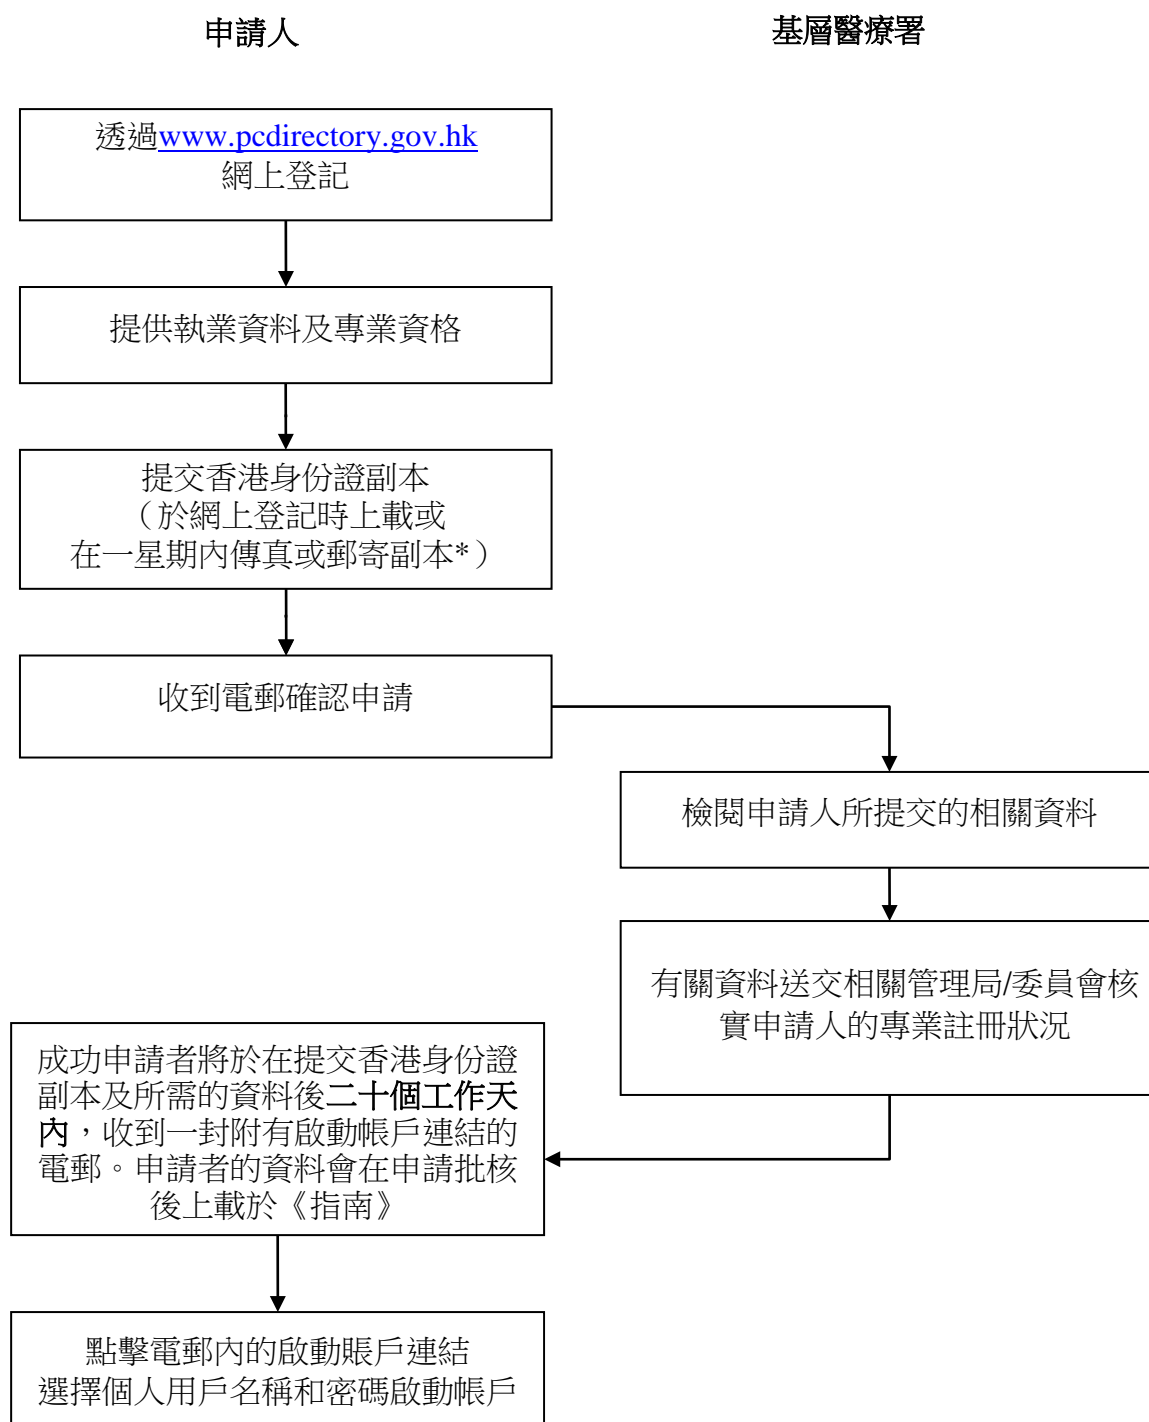 申請人
基層醫療署
透過www.pcdirectory.gov.hk
網上登記
提供執業資料及專業資格
提交香港身份證副本
（於網上登記時上載或
在一星期內傳真或郵寄副本*）
收到電郵確認申請
檢閱申請人所提交的相關資料
有關資料送交相關管理局/委員會核
實申請人的專業註冊狀況
成功申請者將於在提交香港身份證
副本及所需的資料後二十個工作天
內，收到一封附有啟動帳戶連結的
電郵。申請者的資料會在申請批核
後上載於《指南》
點擊電郵內的啟動賬戶連結
選擇個人用戶名稱和密碼啟動帳戶